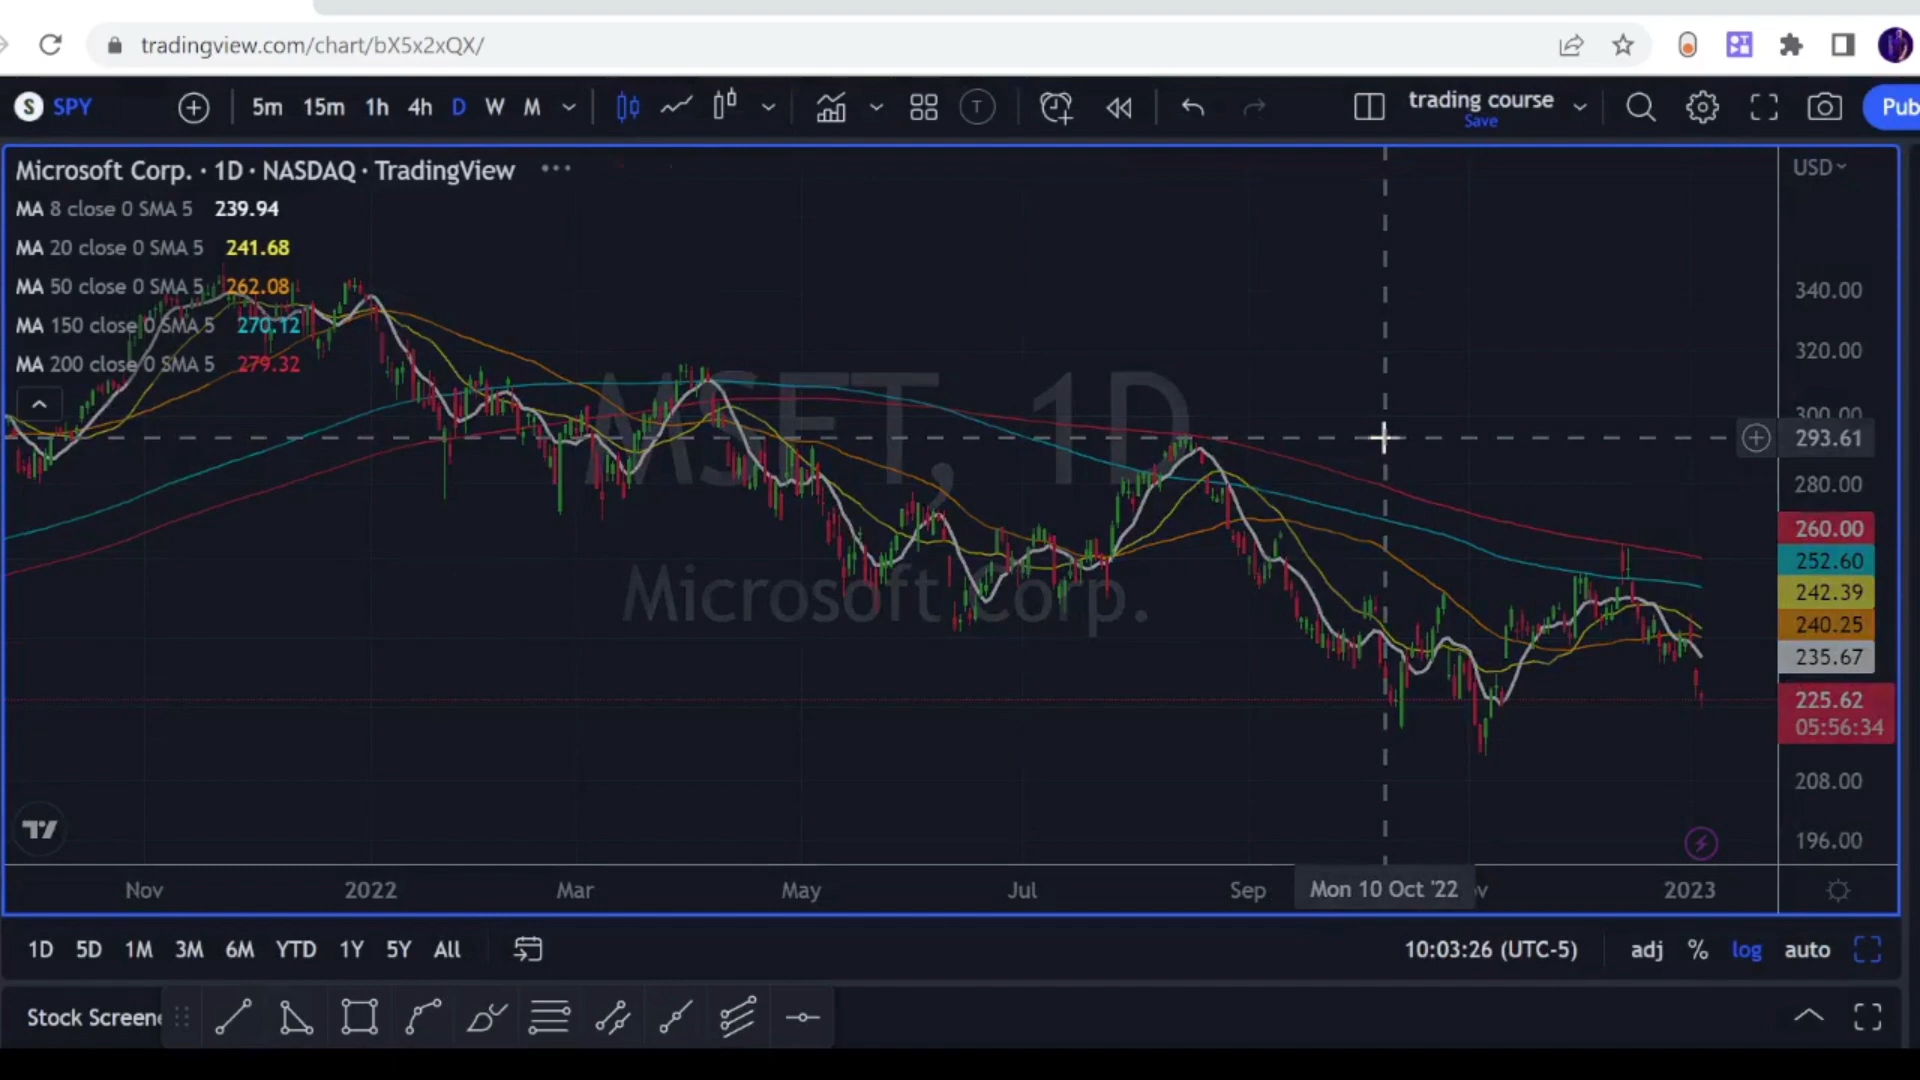 tradingview.com/chart/bX5x2xQX/
S SPY 5m 15m 1h 4h D W M T trading course Save Pub
Microsoft Corp. · 1D · NASDAQ · TradingView ···
USD
MA 8 close 0 SMA 5 239.94
MA 20 close 0 SMA 5 241.68
MA 50 close 0 SMA 5 262.08
MA 150 close 0 SMA 5 270.12
MA 200 close 0 SMA 5 279.32
MSFT, 1D
Microsoft Corp.
340.00
320.00
300.00
293.61
280.00
260.00
252.60
242.39
240.25
235.67
225.62
05:56:34
208.00
196.00
Nov 2022 Mar May Jul Sep Mon 10 Oct '22 v 2023
1D 5D 1M 3M 6M YTD 1Y 5Y All 10:03:26 (UTC-5) adj % log auto
Stock Screene